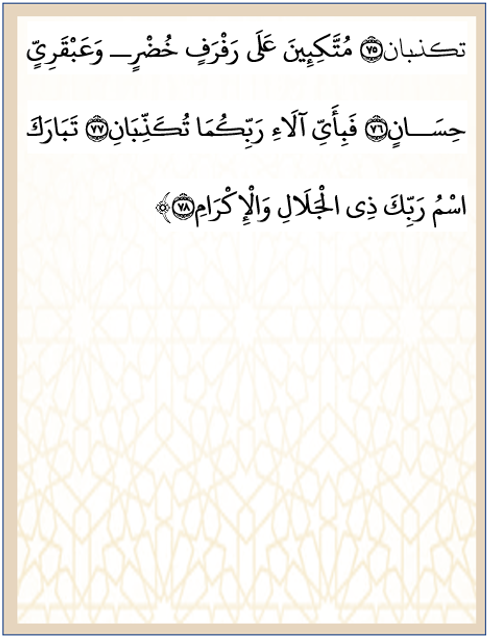 تكذبان ﴿٧٥﴾ مُتَّكِئِينَ عَلَى رَفْرَفٍ خُضْرٍ وَعَبْقَرِيٍّ
حِسَانٍ ﴿٧٦﴾ فَبِأَيِّ آلَاءِ رَبِّكُمَا تُكَذِّبَانِ ﴿٧٧﴾ تَبَارَكَ
اسْمُ رَبِّكَ ذِى الْجَلَالِ وَالْإِكْرَامِ ﴿٧٨﴾